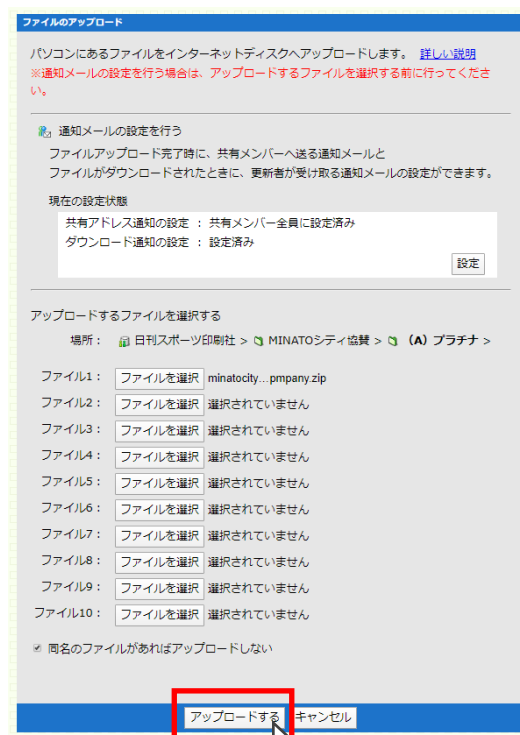 ファイルのアップロード
パソコンにあるファイルをインターネットディスクへアップロードします。 詳しい説明
※通知メールの設定を行う場合は、アップロードするファイルを選択する前に行ってくださ
い。
通知メールの設定を行う
ファイルアップロード完了時に、共有メンバーへ送る通知メールと
ファイルがダウンロードされたときに、更新者が受け取る通知メールの設定ができます。
現在の設定状態
共有アドレス通知の設定 : 共有メンバー全員に設定済み
ダウンロード通知の設定 : 設定済み
設定
アップロードするファイルを選択する
場所: 日刊スポーツ印刷社 > MINATOシティ協賛 > (A) プラチナ >
ファイル1: ファイルを選択 minatocity…pmpany.zip
ファイル2: ファイルを選択 選択されていません
ファイル3: ファイルを選択 選択されていません
ファイル4: ファイルを選択 選択されていません
ファイル5: ファイルを選択 選択されていません
ファイル6: ファイルを選択 選択されていません
ファイル7: ファイルを選択 選択されていません
ファイル8: ファイルを選択 選択されていません
ファイル9: ファイルを選択 選択されていません
ファイル10: ファイルを選択 選択されていません
同名のファイルがあればアップロードしない
アップロードする キャンセル